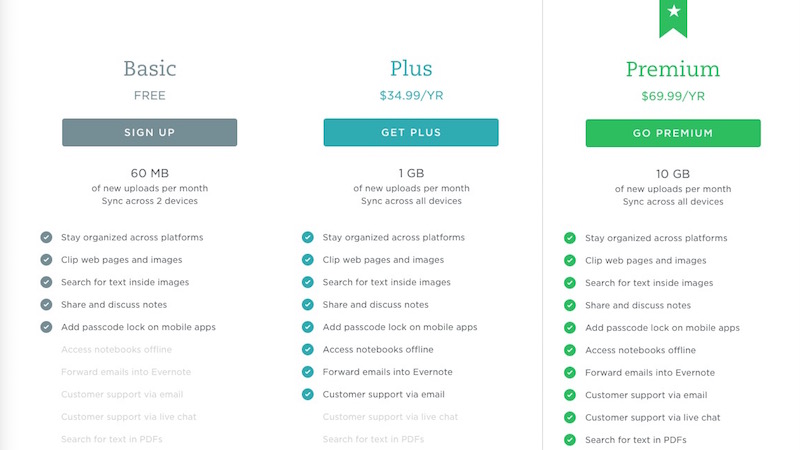 Basic
FREE
SIGN UP
60 MB
of new uploads per month
Sync across 2 devices
Stay organized across platforms
Clip web pages and images
Search for text inside images
Share and discuss notes
Add passcode lock on mobile apps
Access notebooks offline
Forward emails into Evernote
Customer support via email
Customer support via live chat
Search for text in PDFs
Plus
$34.99/YR
GET PLUS
1 GB
of new uploads per month
Sync across all devices
Stay organized across platforms
Clip web pages and images
Search for text inside images
Share and discuss notes
Add passcode lock on mobile apps
Access notebooks offline
Forward emails into Evernote
Customer support via email
Customer support via live chat
Search for text in PDFs
Premium
$69.99/YR
GO PREMIUM
10 GB
of new uploads per month
Sync across all devices
Stay organized across platforms
Clip web pages and images
Search for text inside images
Share and discuss notes
Add passcode lock on mobile apps
Access notebooks offline
Forward emails into Evernote
Customer support via email
Customer support via live chat
Search for text in PDFs